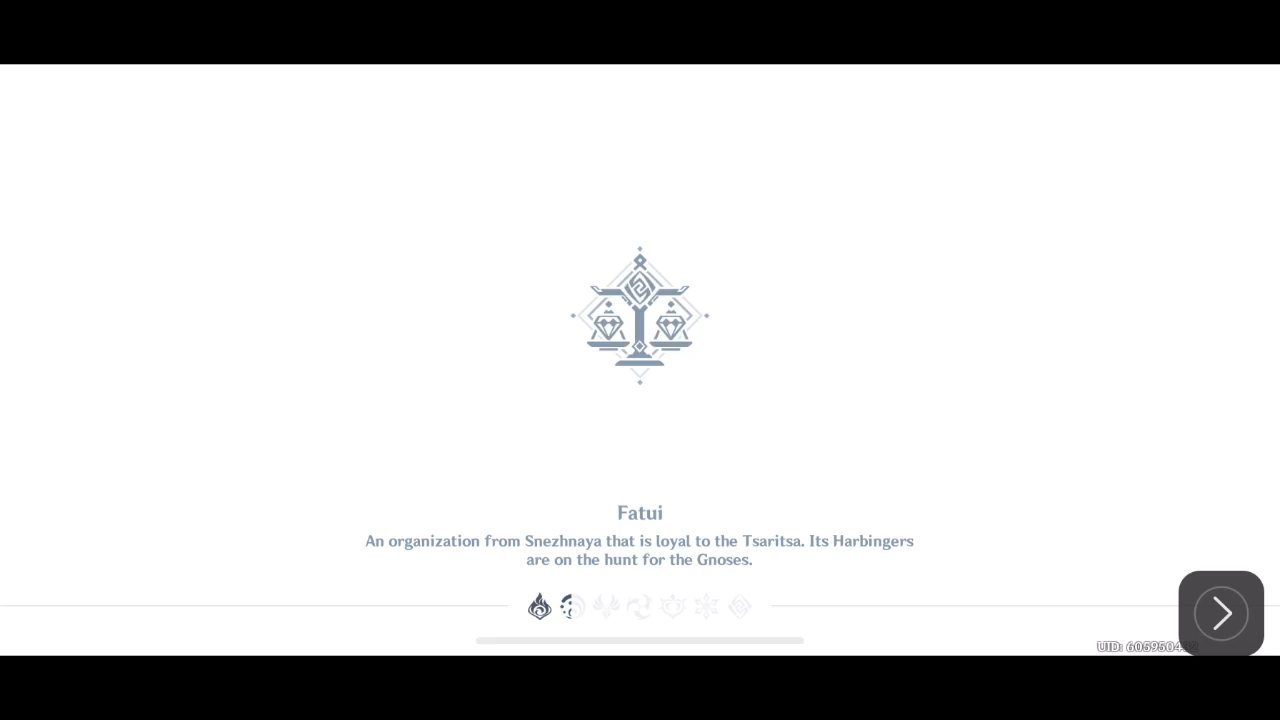 Fatui
An organization from Snezhnaya that is loyal to the Tsaritsa. Its Harbingers
are on the hunt for the Gnoses.
UID: